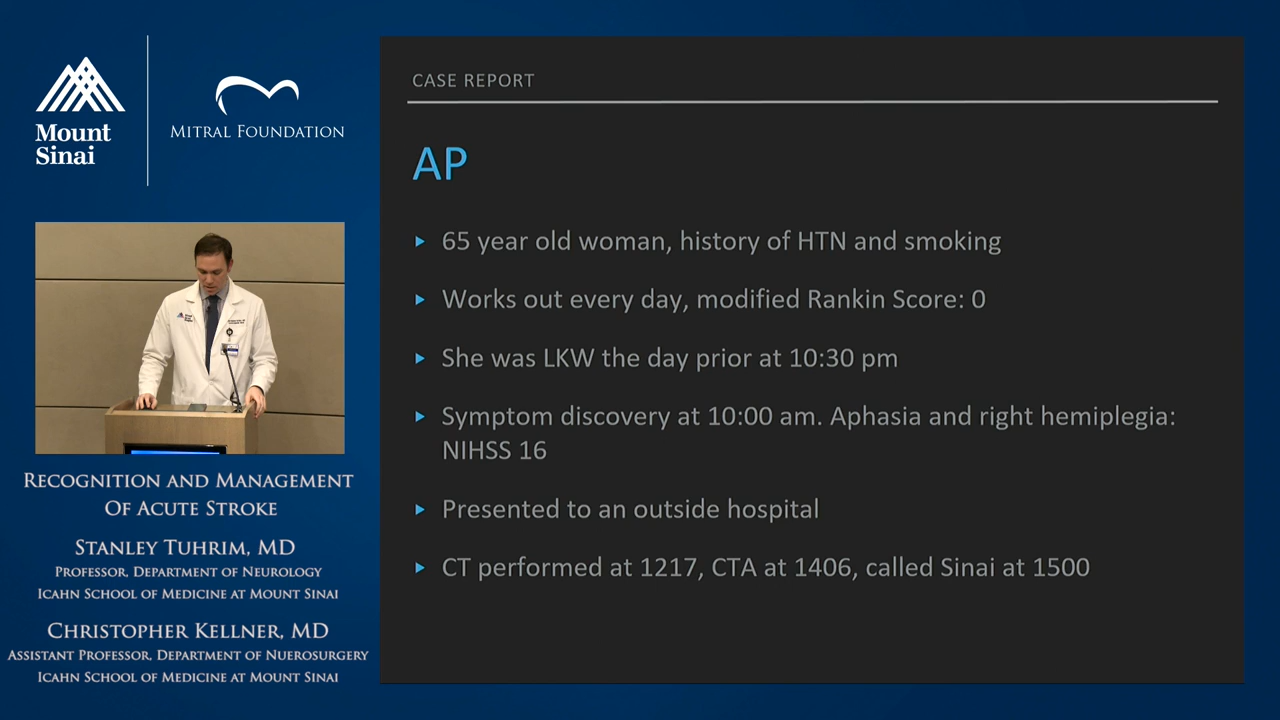 Mount
Sinai
MITRAL FOUNDATION
CASE REPORT
AP
65 year old woman, history of HTN and smoking
Works out every day, modified Rankin Score: 0
She was LKW the day prior at 10:30 pm
Symptom discovery at 10:00 am. Aphasia and right hemiplegia:
NIHSS 16
Presented to an outside hospital
CT performed at 1217, CTA at 1406, called Sinai at 1500
RECOGNITION AND MANAGEMENT
OF ACUTE STROKE
STANLEY TUHRIM, MD
PROFESSOR, DEPARTMENT OF NEUROLOGY
ICAHN SCHOOL OF MEDICINE AT MOUNT SINAI
CHRISTOPHER KELLNER, MD
ASSISTANT PROFESSOR, DEPARTMENT OF NUEROSURGERY
ICAHN SCHOOL OF MEDICINE AT MOUNT SINAI